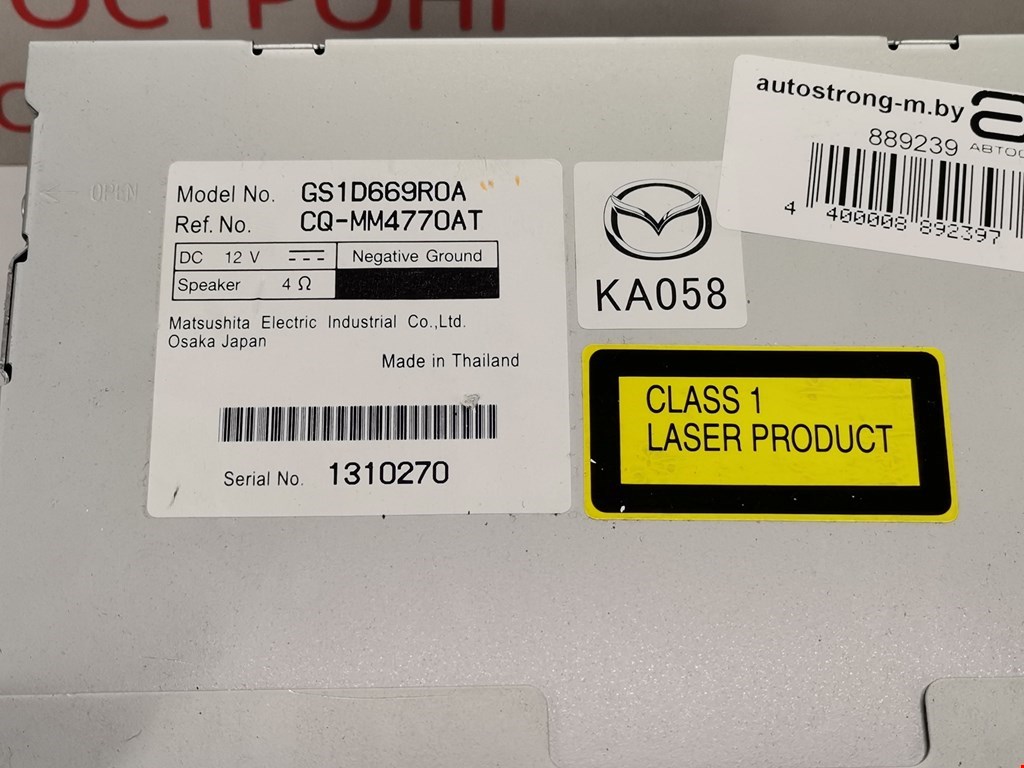 ОСТРОН
autostrong-m.by
889239
4 400008 892397
← OPEN
Model No. GS1D669R0A
Ref. No. CQ-MM4770AT
DC 12 V Negative Ground
Speaker 4 Ω
Matsushita Electric Industrial Co.,Ltd.
Osaka Japan
Made in Thailand
Serial No. 1310270
KA058
CLASS 1
LASER PRODUCT